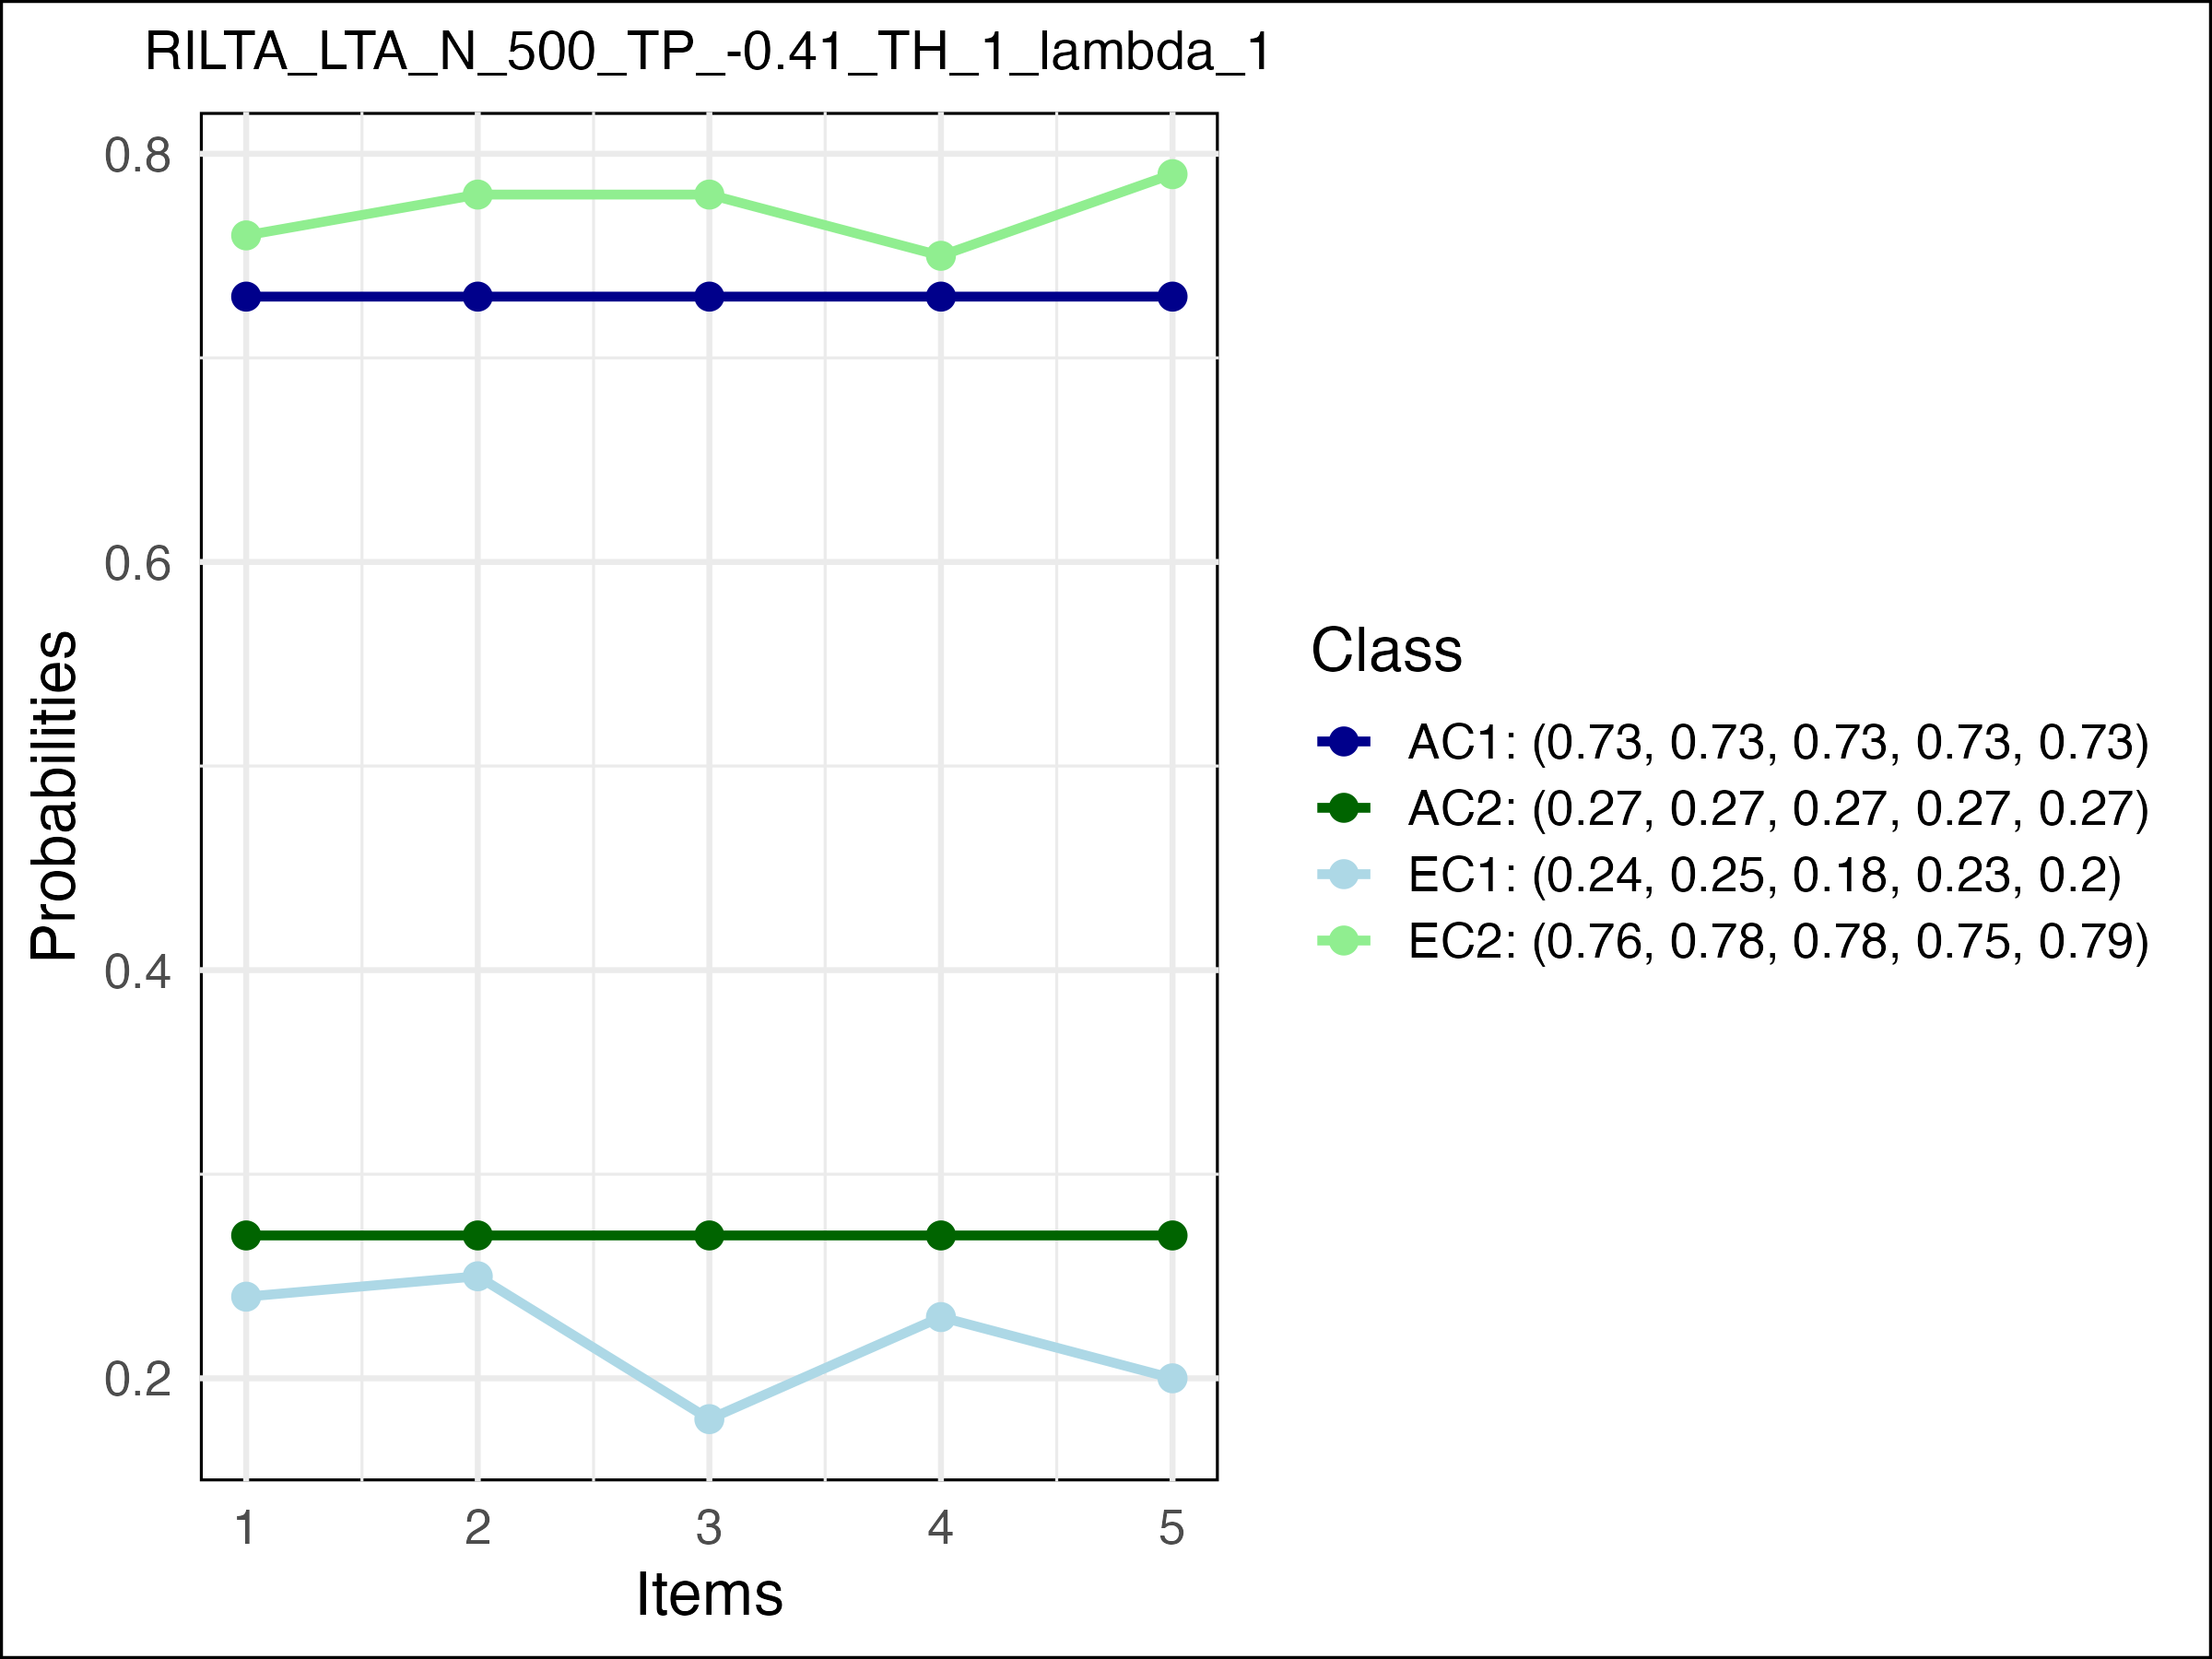 RILTA_LTA_N_500_TP_-0.41_TH_1_lambda_1
0.8
0.6
0.4
0.2
Probabilities
1 2 3 4 5
Items
Class
AC1: (0.73, 0.73, 0.73, 0.73, 0.73)
AC2: (0.27, 0.27, 0.27, 0.27, 0.27)
EC1: (0.24, 0.25, 0.18, 0.23, 0.2)
EC2: (0.76, 0.78, 0.78, 0.75, 0.79)